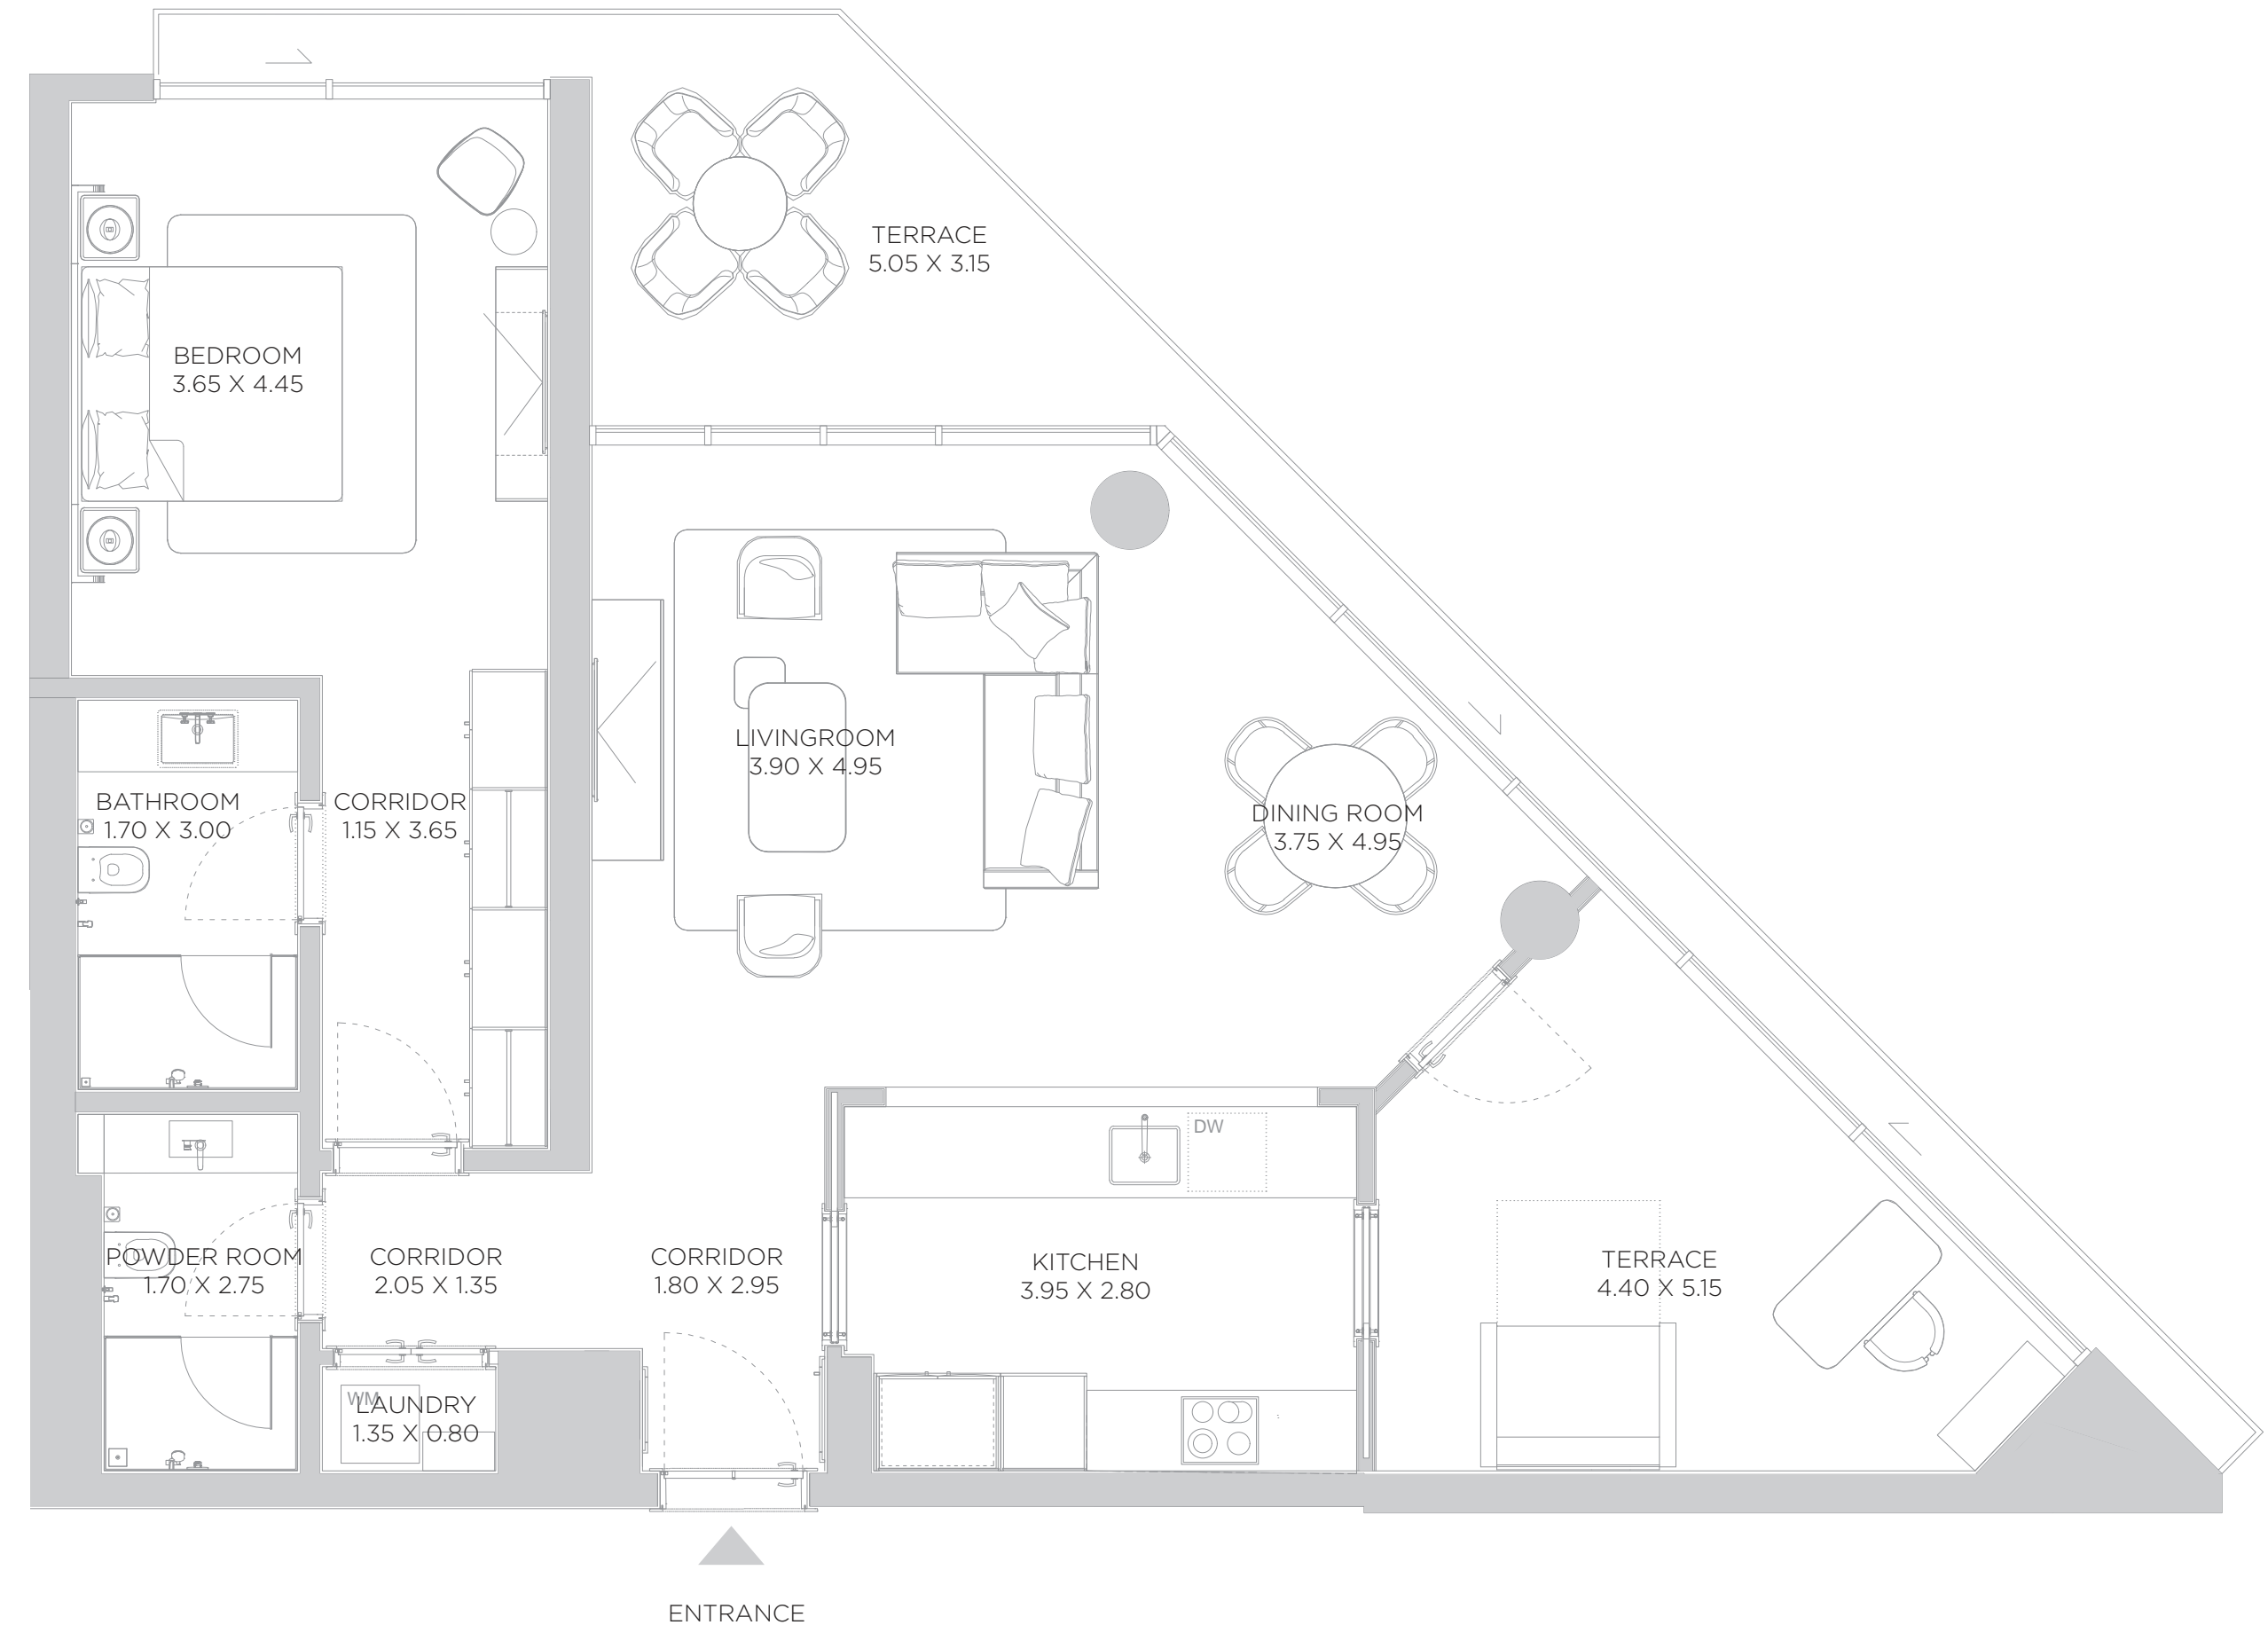 TERRACE
5.05 X 3.15
BEDROOM
3.65 X 4.45
LIVINGROOM
3.90 X 4.95
BATHROOM
1.70 X 3.00
CORRIDOR
1.15 X 3.65
DINING ROOM
3.75 X 4.95
DW
POWDER ROOM
1.70 X 2.75
CORRIDOR
2.05 X 1.35
CORRIDOR
1.80 X 2.95
KITCHEN
3.95 X 2.80
TERRACE
4.40 X 5.15
WM
LAUNDRY
1.35 X 0.80
ENTRANCE